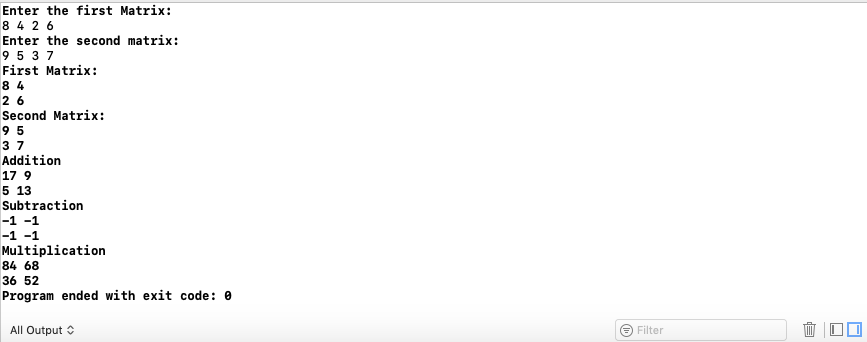 Enter the first Matrix:
8 4 2 6
Enter the second matrix:
9 5 3 7
First Matrix:
8 4
2 6
Second Matrix:
9 5
3 7
Addition
17 9
5 13
Subtraction
-1 -1
-1 -1
Multiplication
84 68
36 52
Program ended with exit code: 0
All Output
Filter